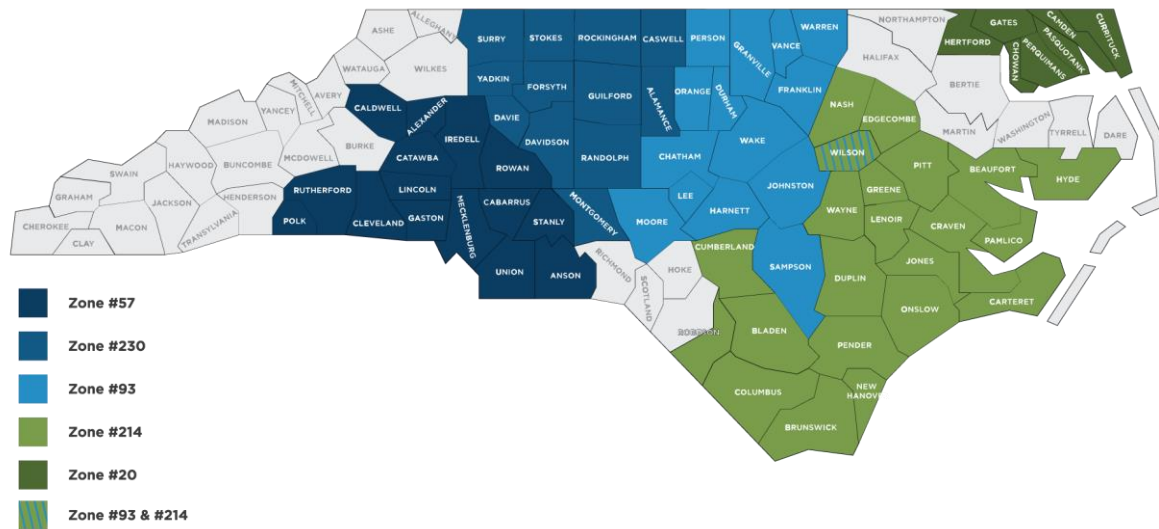 ALLEGHANY
ASHE
SURRY
STOKES
ROCKINGHAM
CASWELL
PERSON
GRANVILLE
VANCE
WARREN
NORTHAMPTON
HERTFORD
GATES
CAMDEN
CURRITUCK
PASQUOTANK
PERQUIMANS
CHOWAN
WATAUGA
WILKES
YADKIN
FORSYTH
GUILFORD
ALAMANCE
ORANGE
DURHAM
FRANKLIN
HALIFAX
BERTIE
MITCHELL
AVERY
CALDWELL
ALEXANDER
IREDELL
DAVIE
DAVIDSON
RANDOLPH
CHATHAM
WAKE
NASH
EDGECOMBE
MARTIN
WASHINGTON
TYRRELL
DARE
MADISON
YANCEY
BURKE
CATAWBA
ROWAN
WILSON
PITT
BEAUFORT
HYDE
HAYWOOD
BUNCOMBE
MCDOWELL
SWAIN
GRAHAM
RUTHERFORD
LINCOLN
CABARRUS
STANLY
MONTGOMERY
MOORE
LEE
HARNETT
JOHNSTON
GREENE
WAYNE
LENOIR
CRAVEN
PAMLICO
CHEROKEE
CLAY
MACON
JACKSON
TRANSYLVANIA
HENDERSON
POLK
CLEVELAND
GASTON
MECKLENBURG
UNION
ANSON
RICHMOND
SCOTLAND
HOKE
CUMBERLAND
SAMPSON
DUPLIN
JONES
ONSLOW
CARTERET
BLADEN
PENDER
COLUMBUS
BRUNSWICK
NEW
HANOV
Zone #57
Zone #230
Zone #93
Zone #214
Zone #20
Zone #93 & #214